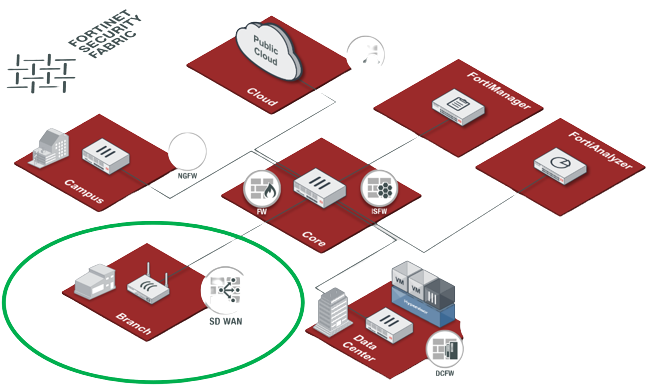 FORTINET
SECURITY
FABRIC
Public
Cloud
Cloud
FortiManager
FortiAnalyzer
Campus
NGFW
FW
ISFW
Core
Branch
SD WAN
VM
VM
Hypervisor
Data
Center
DCFW